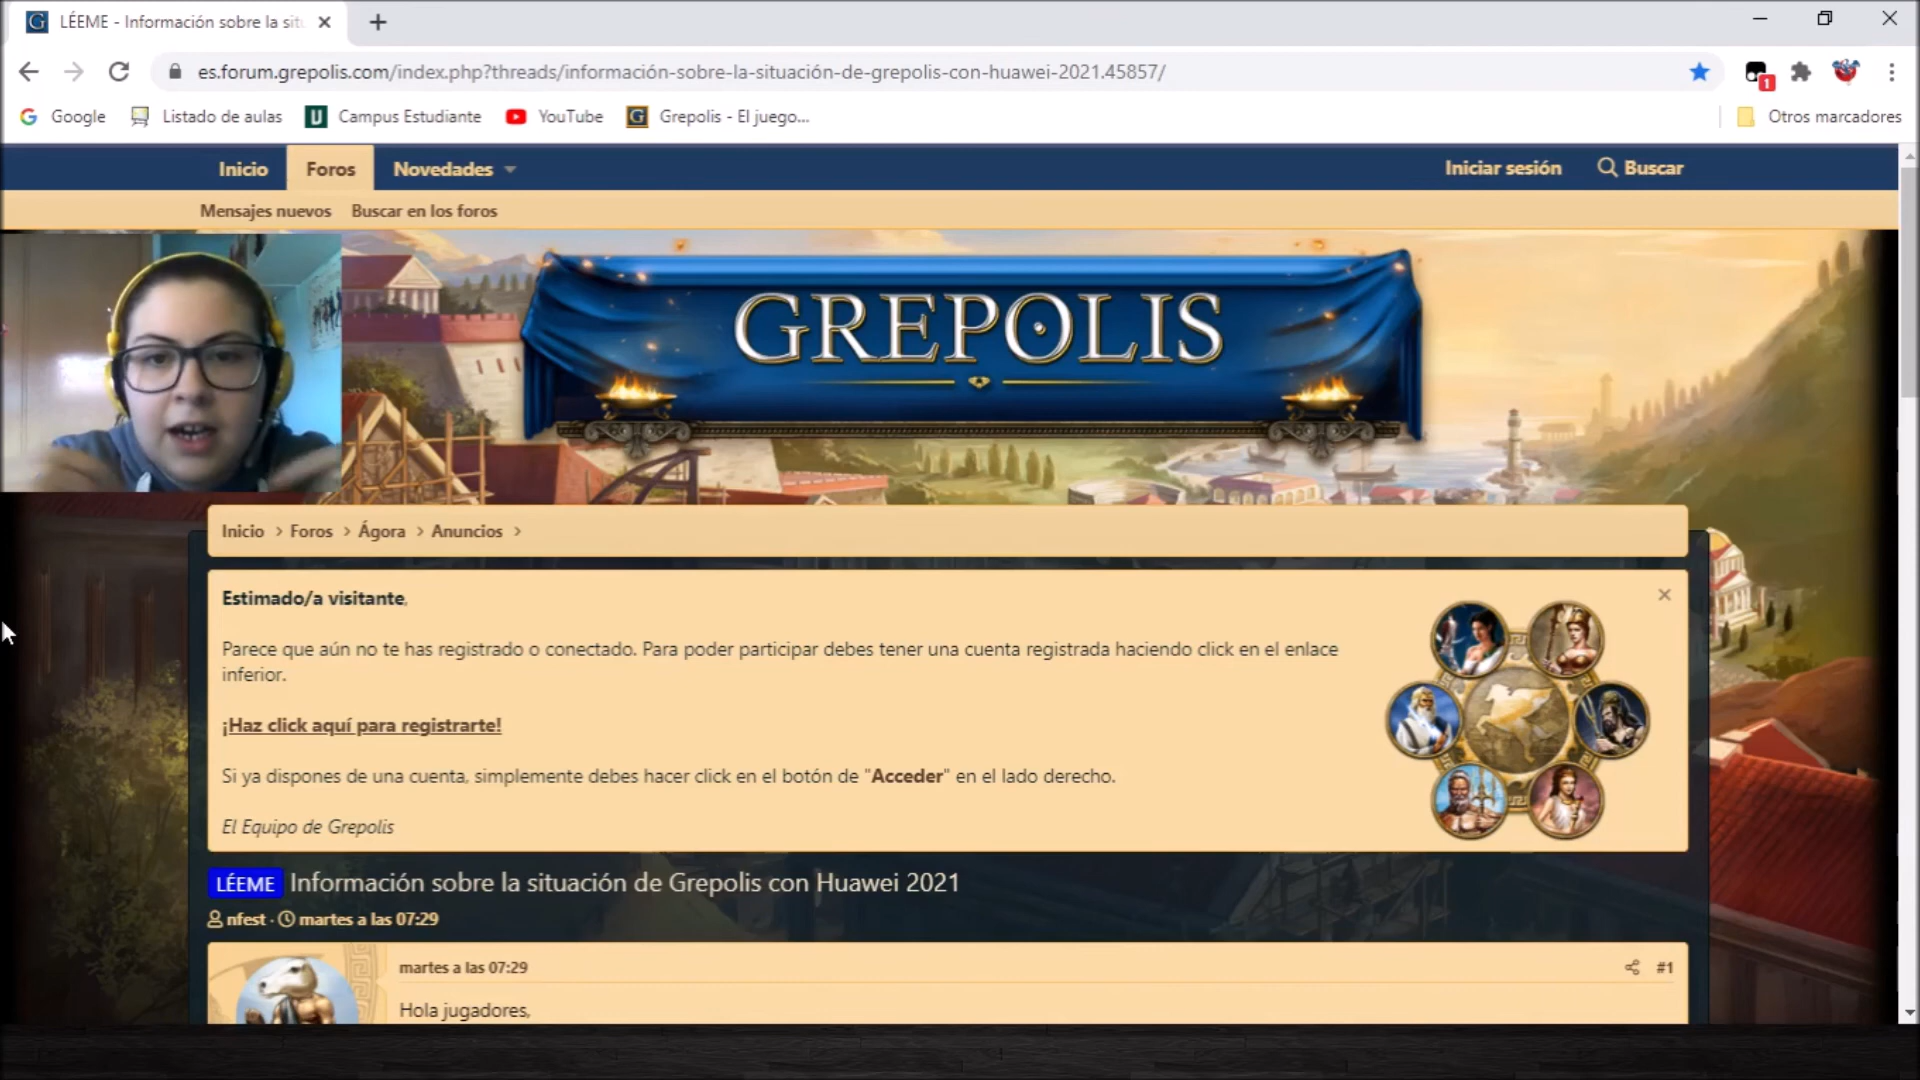 LÉEME - Información sobre la situ
es.forum.grepolis.com/index.php?threads/información-sobre-la-situación-de-grepolis-con-huawei-2021.45857/
1
Google Listado de aulas Campus Estudiante YouTube Grepolis - El juego... Otros marcadores
Inicio Foros Novedades Iniciar sesión Buscar
Mensajes nuevos Buscar en los foros
GREPOLIS
Inicio > Foros > Ágora > Anuncios >
Estimado/a visitante,
Parece que aún no te has registrado o conectado. Para poder participar debes tener una cuenta registrada haciendo click en el enlace
inferior.
¡Haz click aquí para registrarte!
Si ya dispones de una cuenta, simplemente debes hacer click en el botón de "Acceder" en el lado derecho.
El Equipo de Grepolis
LÉEME Información sobre la situación de Grepolis con Huawei 2021
nfest · martes a las 07:29
martes a las 07:29 #1
Hola jugadores,